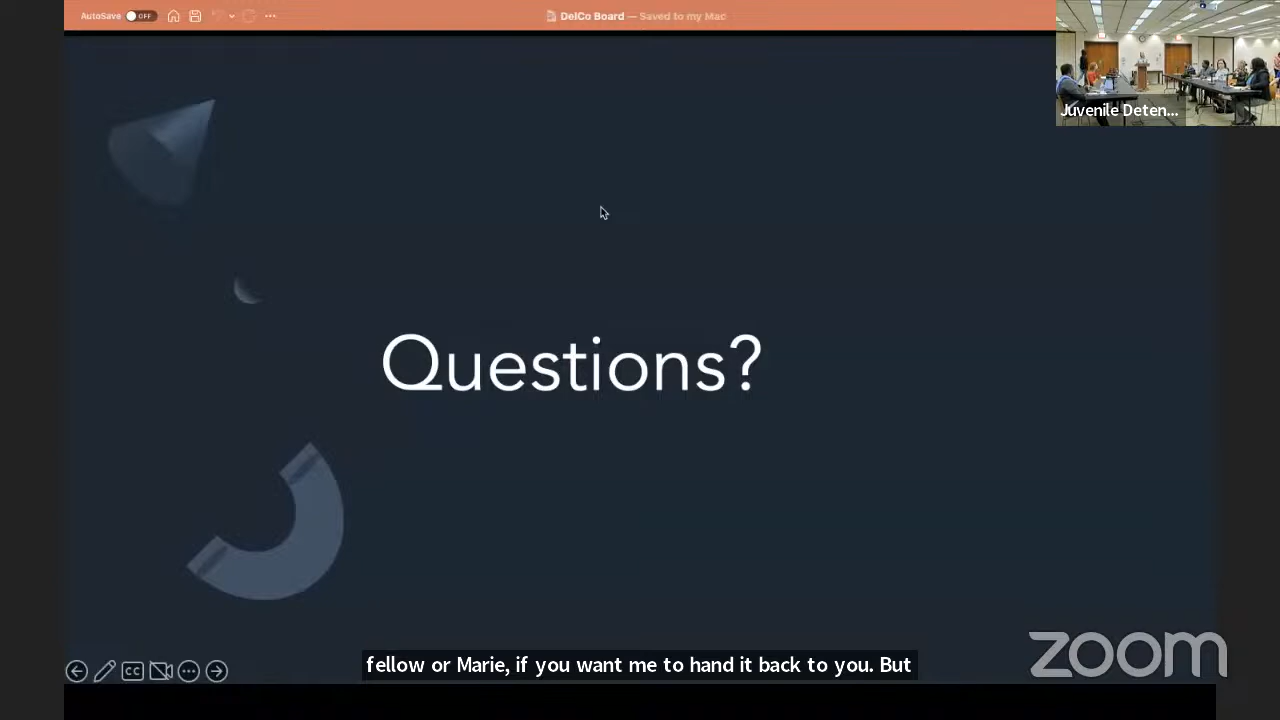 AutoSave OFF
DelCo Board — Saved to my Mac
Juvenile Deten...
Questions?
CC
fellow or Marie, if you want me to hand it back to you. But
zoom